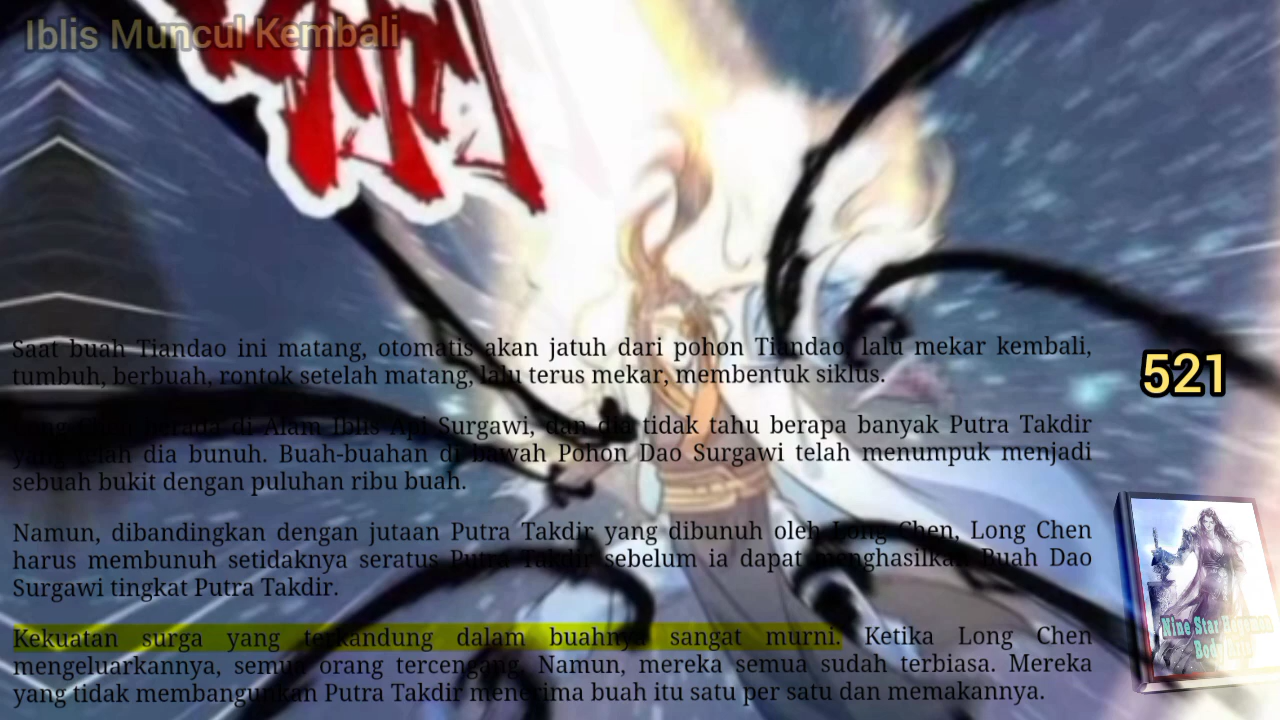 Iblis Muncul Kembali
Saat buah Tiandao ini matang, otomatis akan jatuh dari pohon Tiandao, lalu mekar kembali,
tumbuh, berbuah, rontok setelah matang, lalu terus mekar, membentuk siklus.
berada di Alam Iblis Api Surgawi, dan dia tidak tahu berapa banyak Putra Takdir
yang telah dia bunuh. Buah-buahan di bawah Pohon Dao Surgawi telah menumpuk menjadi
sebuah bukit dengan puluhan ribu buah.
521
Namun, dibandingkan dengan jutaan Putra Takdir yang dibunuh oleh Long Chen, Long Chen
harus membunuh setidaknya seratus Putra Takdir sebelum ia dapat menghasilkan Buah Dao
Surgawi tingkat Putra Takdir.
Kekuatan surga yang terkandung dalam buahnya sangat murni. Ketika Long Chen
mengeluarkannya, semua orang tercengang. Namun, mereka semua sudah terbiasa. Mereka
yang tidak membangunkan Putra Takdir menerima buah itu satu per satu dan memakannya.
Nine Star Hegemon
Body